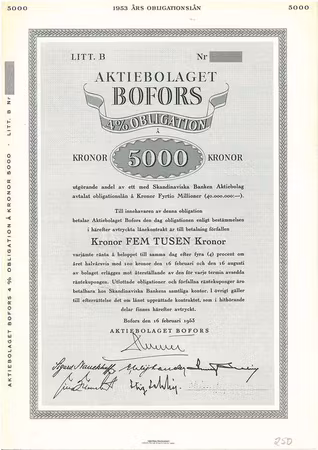 5000
1953 ÅRS OBLIGATIONSLÅN
5000
LITT. B
Nr
AKTIEBOLAGET
BOFORS
4% OBLIGATION
Å
KRONOR 5000 KRONOR
utgörande andel av ett med Skandinaviska Banken Aktiebolag
avtalat obligationslån å Kronor Fyrtio Millioner (40.000.000:—).
Till innehavaren av denna obligation
betalar Aktiebolaget Bofors den dag obligationen enligt bestämmelsen
i härefter avtryckta lånekontrakt är till betalning förfallen
Kronor FEM TUSEN Kronor
varjämte ränta å beloppet till samma dag efter fyra (4) procent om
året halvårsvis med 100 kronor den 16 februari och den 16 augusti
av bolaget erlägges mot återställande av den för varje termin avsedda
räntekupongen. Utlottade obligationer och förfallna räntekuponger äro
betalbara hos Skandinaviska Bankens samtliga kontor. I övrigt gäller
till efterrättelse det om lånet upprättade kontraktet, som i bithörande
delar finnes härefter avtryckt.
Bofors den 16 februari 1953
AKTIEBOLAGET BOFORS
AKTIEBOLAGET BOFORS 4% OBLIGATION Å KRONOR 5000 - LITT. B Nr
250